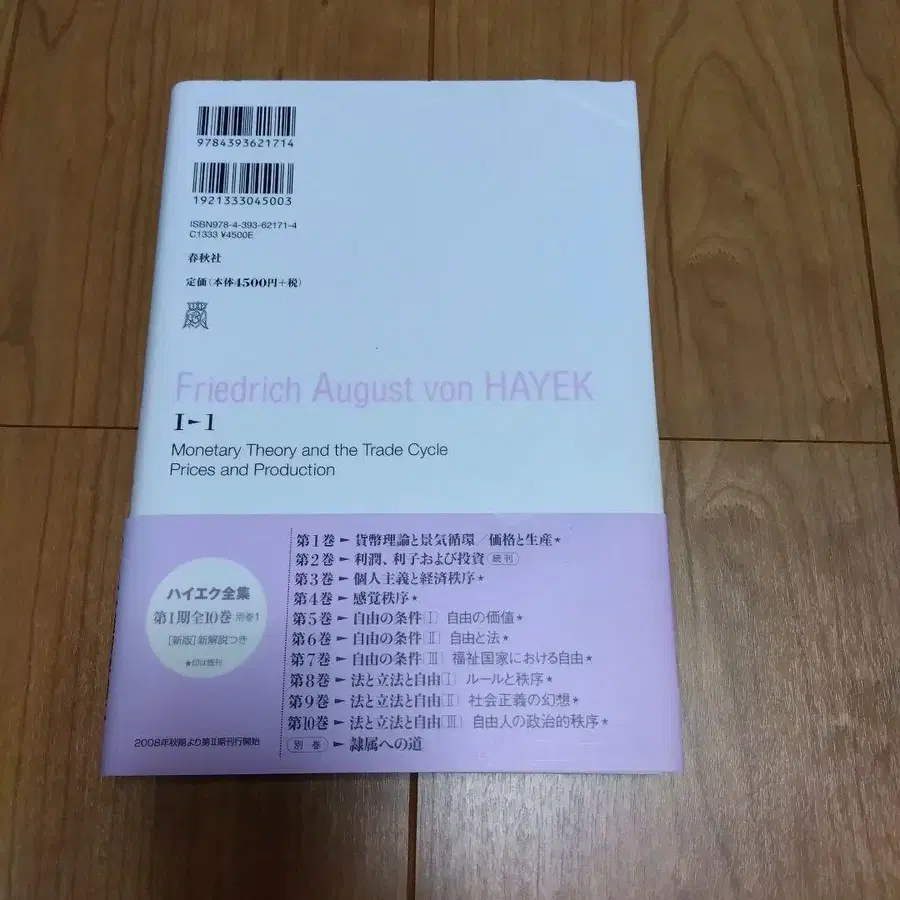 9784393621714
1921333045003
ISBN978-4-393-62171-4
C1333 ¥4500E
春秋社
定価(本体4500円+税)
Friedrich August von HAYEK
I►1
Monetary Theory and the Trade Cycle
Prices and Production
ハイエク全集
第I期全10巻 別巻1
[新版]新解説つき
★印は既刊
2008年秋期より第II期刊行開始
第1巻►貨幣理論と景気循環/価格と生産★
第2巻►利潤、利子および投資(続刊)
第3巻►個人主義と経済秩序★
第4巻►感覚秩序★
第5巻►自由の条件[I] 自由の価値★
第6巻►自由の条件[II] 自由と法★
第7巻►自由の条件[III] 福祉国家における自由★
第8巻►法と立法と自由[I] ルールと秩序★
第9巻►法と立法と自由[II] 社会正義の幻想★
第10巻►法と立法と自由[III] 自由人の政治的秩序★
(別巻)►隷属への道